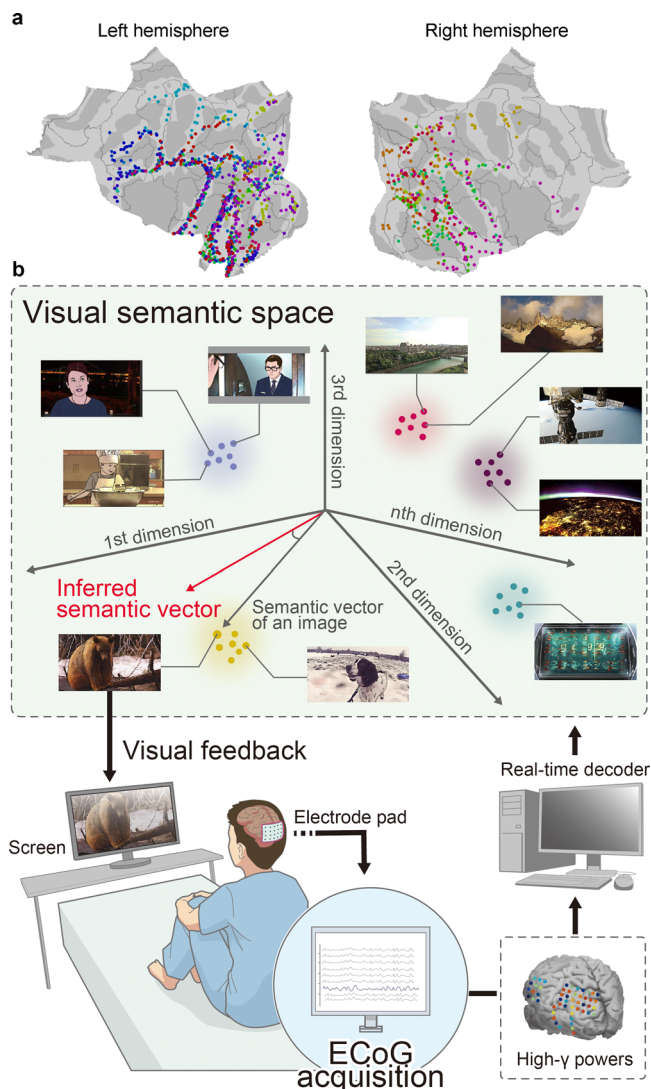 a
Left hemisphere
Right hemisphere
b
Visual semantic space
3rd dimension
1st dimension
nth dimension
2nd dimension
Inferred
semantic vector
Semantic vector
of an image
Visual feedback
Real-time decoder
Electrode pad
Screen
ECoG
acquisition
High-γ powers